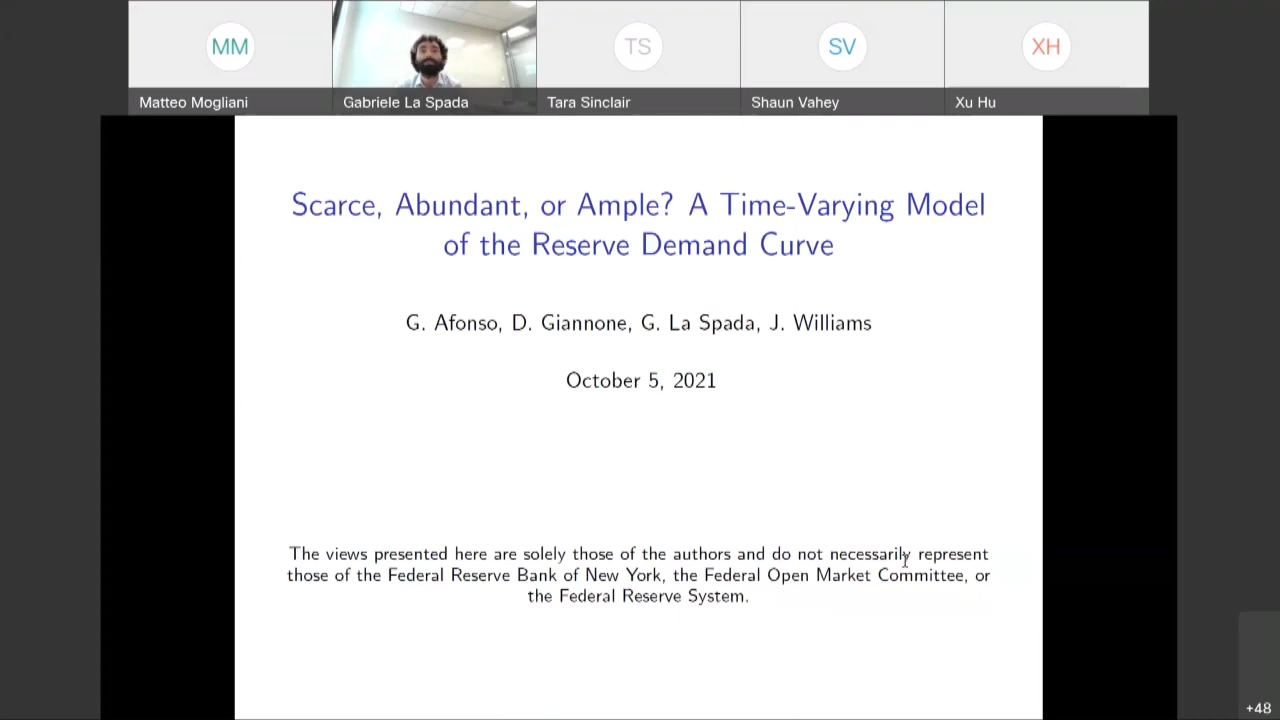 MM
TS
SV
XH
Matteo Mogliani
Gabriele La Spada
Tara Sinclair
Shaun Vahey
Xu Hu
Scarce, Abundant, or Ample? A Time-Varying Model
of the Reserve Demand Curve
G. Afonso, D. Giannone, G. La Spada, J. Williams
October 5, 2021
The views presented here are solely those of the authors and do not necessarily represent
those of the Federal Reserve Bank of New York, the Federal Open Market Committee, or
the Federal Reserve System.
+48